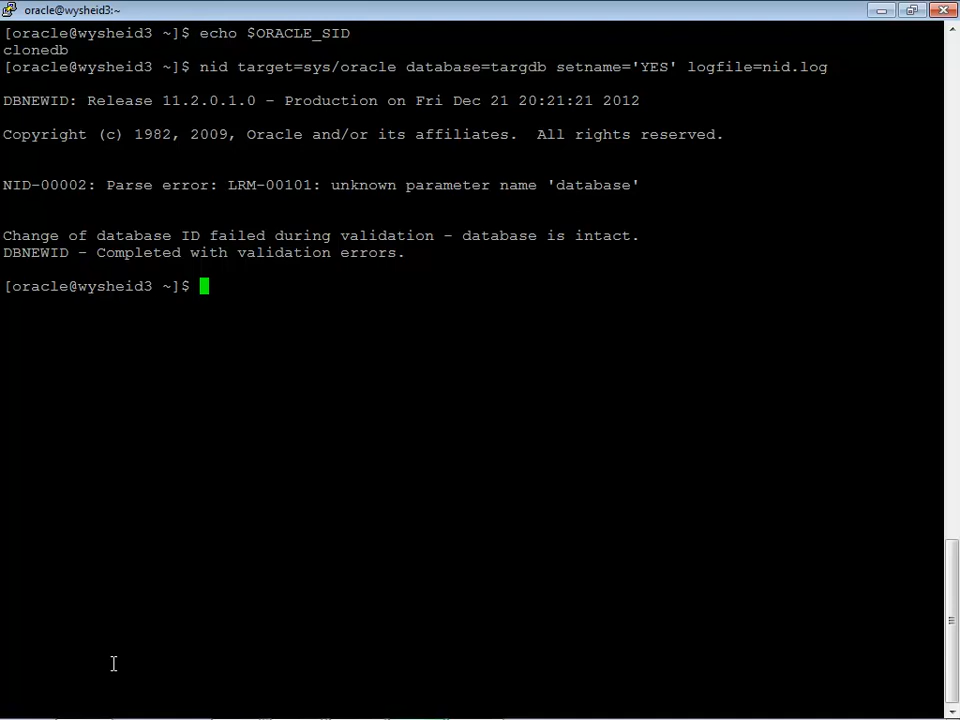 oracle@wysheid3:~
[oracle@wysheid3 ~]$ echo $ORACLE_SID
clonedb
[oracle@wysheid3 ~]$ nid target=sys/oracle database=targdb setname='YES' logfile=nid.log
DBNEWID: Release 11.2.0.1.0 - Production on Fri Dec 21 20:21:21 2012
Copyright (c) 1982, 2009, Oracle and/or its affiliates.  All rights reserved.
NID-00002: Parse error: LRM-00101: unknown parameter name 'database'
Change of database ID failed during validation - database is intact.
DBNEWID - Completed with validation errors.
[oracle@wysheid3 ~]$